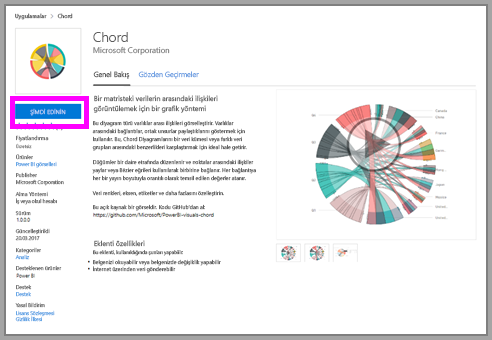 Uygulamalar > Chord
Chord
Microsoft Corporation
Genel Bakış
Gözden Geçirmeler
ŞİMDİ EDİNİN
Fiyatlandırma
Ücretsiz
Ürünler
Power BI görselleri
Publisher
Microsoft Corporation
Alma Yöntemi
İş veya okul hesabı
Sürüm
1.0.0.0
Güncelleştirildi
20.03.2017
Kategoriler
Analiz
Desteklenen Ürünler
Power BI
Destek
Destek
Yasal Bildirim
Lisans Sözleşmesi
Gizlilik İlkesi
Bir matristeki verilerin arasındaki ilişkileri
görüntülemek için bir grafik yöntemi
Bu diyagram türü varlıklar arası ilişkileri görselleştirir. Varlıklar
arasındaki bağlantılar, ortak unsurlar paylaştıklarını göstermek için
kullanılır. Bu, Chord Diyagramlarını bir veri kümesi veya farklı veri
grupları arasındaki benzerlikleri karşılaştırmak için ideal hale getirir.
Düğümler bir daire etrafında düzenlenir ve noktalar arasındaki ilişkiler
yaylar veya Bézier eğrileri kullanılarak birbirine bağlanır. Her bağlantıya
her bir yayın boyutuyla orantılı olarak temsil edilen değerler atanır.
Veri renkleri, eksen, etiketler ve daha fazlasını özelleştirin.
Bu açık kaynak bir görseldir. Kodu GitHub'dan alın:
https://github.com/Microsoft/PowerBI-visuals-chord
Eklenti özellikleri
Bu eklenti, kullanıldığında şunları yapabilir:
Belgenizi okuyabilir veya belgenizde değişiklik yapabilir
İnternet üzerinden veri gönderebilir